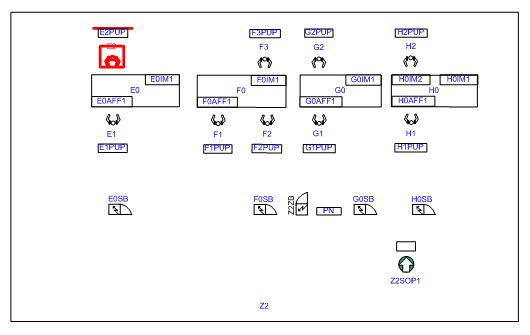 E2PUP F3PUP G2PUP H2PUP
E2 F3 G2 H2
E0IM1 F0IM1 G0IM1 H0IM2 H0IM1
E0 F0 G0 H0
E0AFF1 F0AFF1 G0AFF1 H0AFF1
E1 F1 F2 G1 H1
E1PUP F1PUP F2PUP G1PUP H1PUP
E0SB F0SB Z2ZB G0SB H0SB
PN
Z2SOP1
Z2